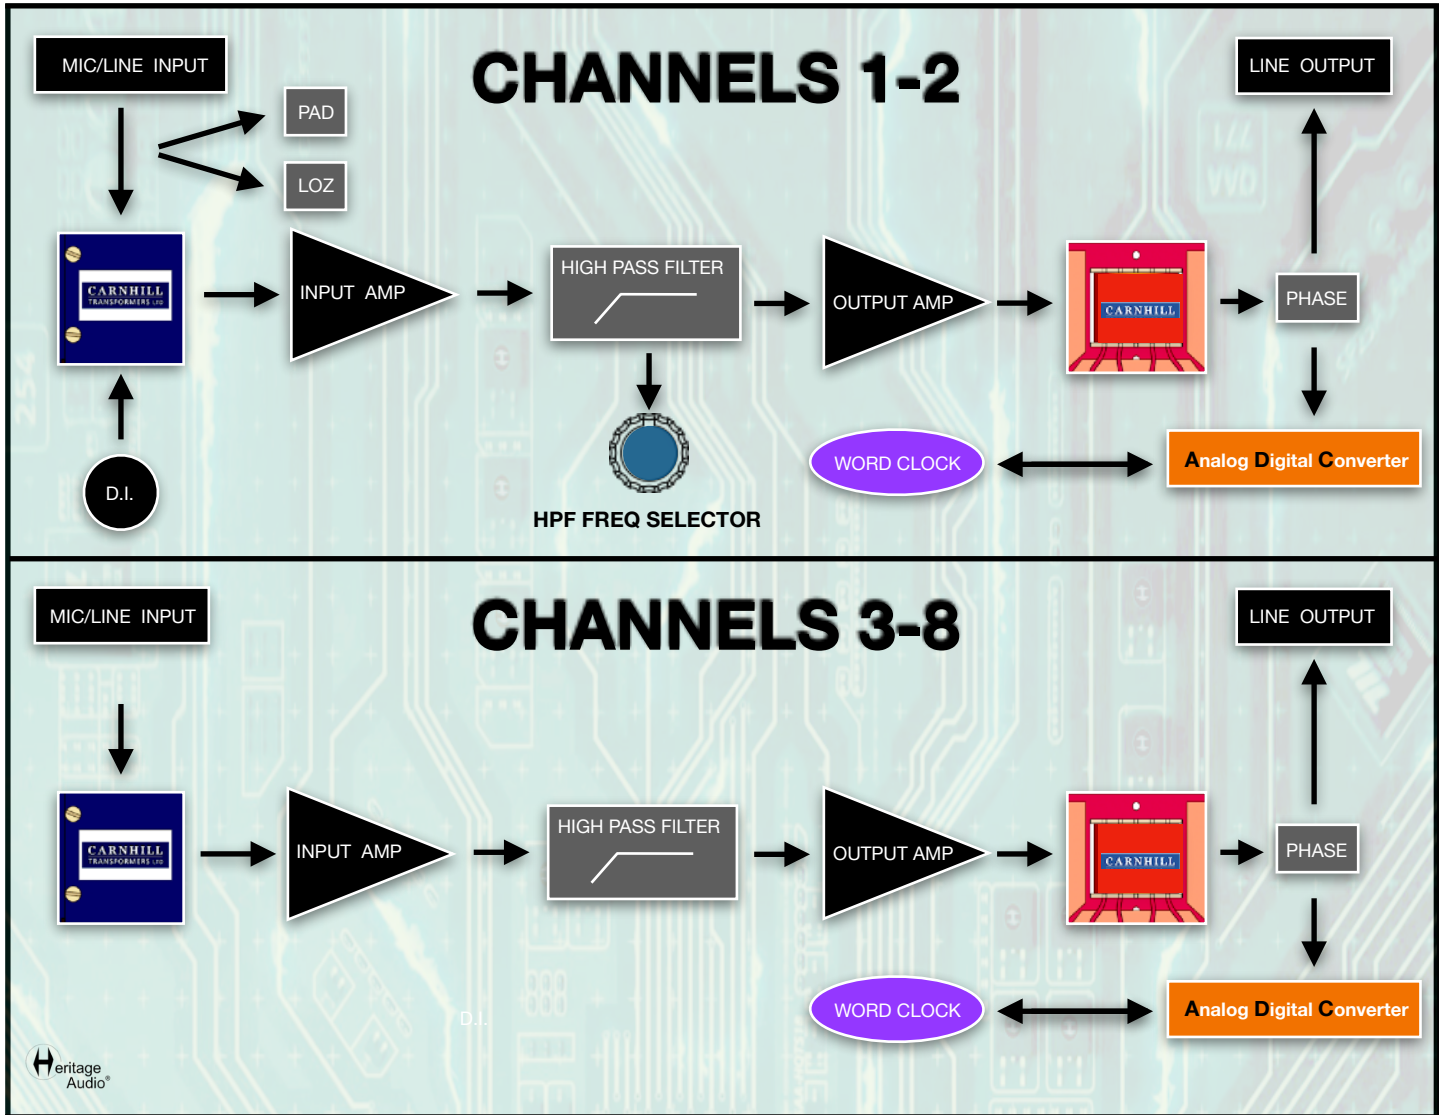 CHANNELS 1-2
MIC/LINE INPUT
LINE OUTPUT
PAD
LOZ
CARNHILL
TRANSFORMERS LTD
INPUT AMP
HIGH PASS FILTER
OUTPUT AMP
CARNHILL
PHASE
254
D.I.
HPF FREQ SELECTOR
WORD CLOCK
Analog Digital Converter
CHANNELS 3-8
MIC/LINE INPUT
LINE OUTPUT
CARNHILL
TRANSFORMERS LTD
INPUT AMP
HIGH PASS FILTER
OUTPUT AMP
CARNHILL
PHASE
WORD CLOCK
Analog Digital Converter
D.I.
Heritage
Audio®